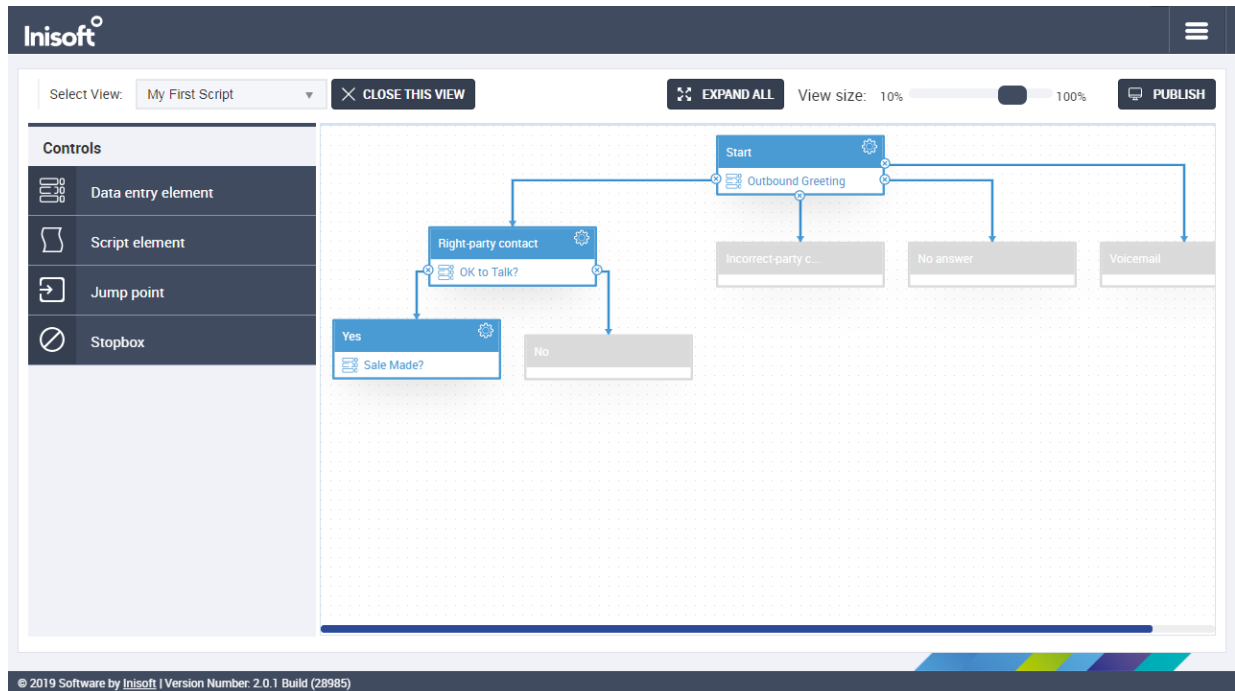 Inisoft
Select View: My First Script CLOSE THIS VIEW EXPAND ALL View size: 10% 100% PUBLISH
Controls
Data entry element
Script element
Jump point
Stopbox
Start
Outbound Greeting
Right-party contact
OK to Talk?
Incorrect-party c...
No answer
Voicemail
Yes
Sale Made?
No
© 2019 Software by Inisoft | Version Number: 2.0.1 Build (28985)